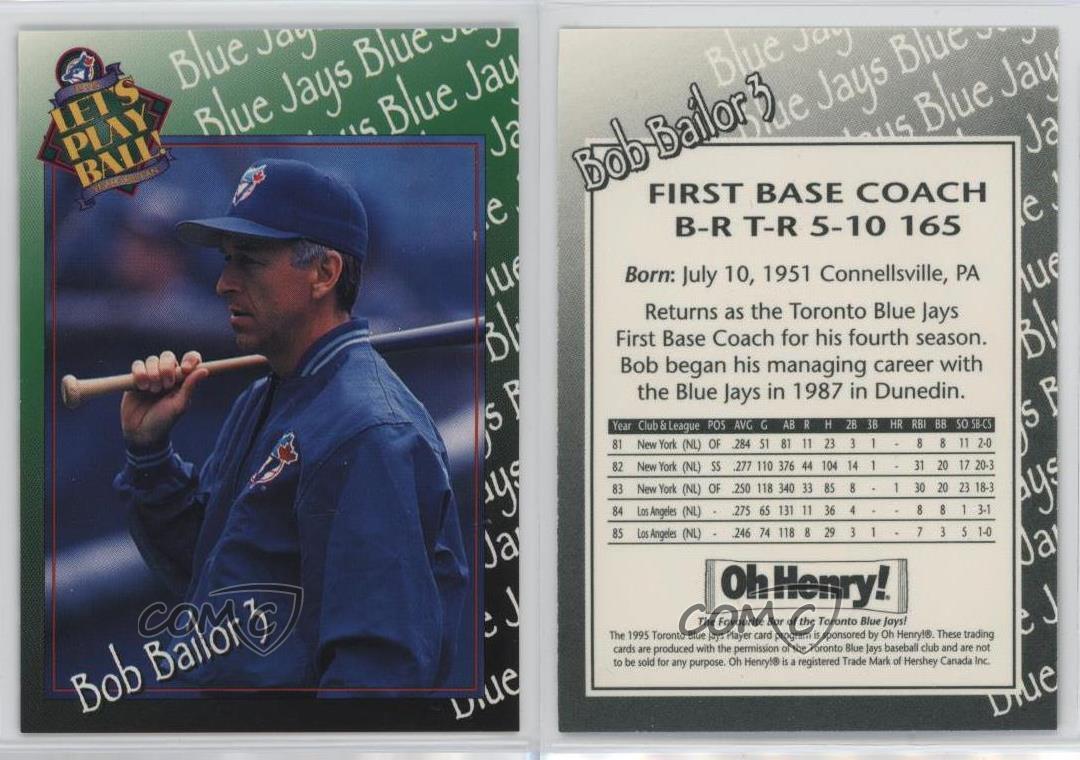 Blue Jays Blue Jays
Blue Jays Blue Jays
Blue Jays
LET'S
PLAY
BALL!
Bob Bailor 3
COMC
Bob Bailor 3
FIRST BASE COACH
B-R T-R 5-10 165
Born: July 10, 1951 Connellsville, PA
Returns as the Toronto Blue Jays
First Base Coach for his fourth season.
Bob began his managing career with
the Blue Jays in 1987 in Dunedin.
Year Club & League POS AVG G AB R H 2B 3B HR RBI BB SO SB-CS
81 New York (NL) OF .284 51 81 11 23 3 1 - 8 8 11 2-0
82 New York (NL) SS .277 110 376 44 104 14 1 - 31 20 17 20-3
83 New York (NL) OF .250 118 340 33 85 8 - 1 30 20 23 18-3
84 Los Angeles (NL) - .275 65 131 11 36 4 - - 8 8 1 3-1
85 Los Angeles (NL) - .246 74 118 8 29 3 1 - 7 3 5 1-0
Oh Henry!
COMC
The Favourite Bar of the Toronto Blue Jays!
The 1995 Toronto Blue Jays Player card program is sponsored by Oh Henry!®. These trading
cards are produced with the permission of the Toronto Blue Jays baseball club and are not
to be sold for any purpose. Oh Henry!® is a registered Trade Mark of Hershey Canada Inc.